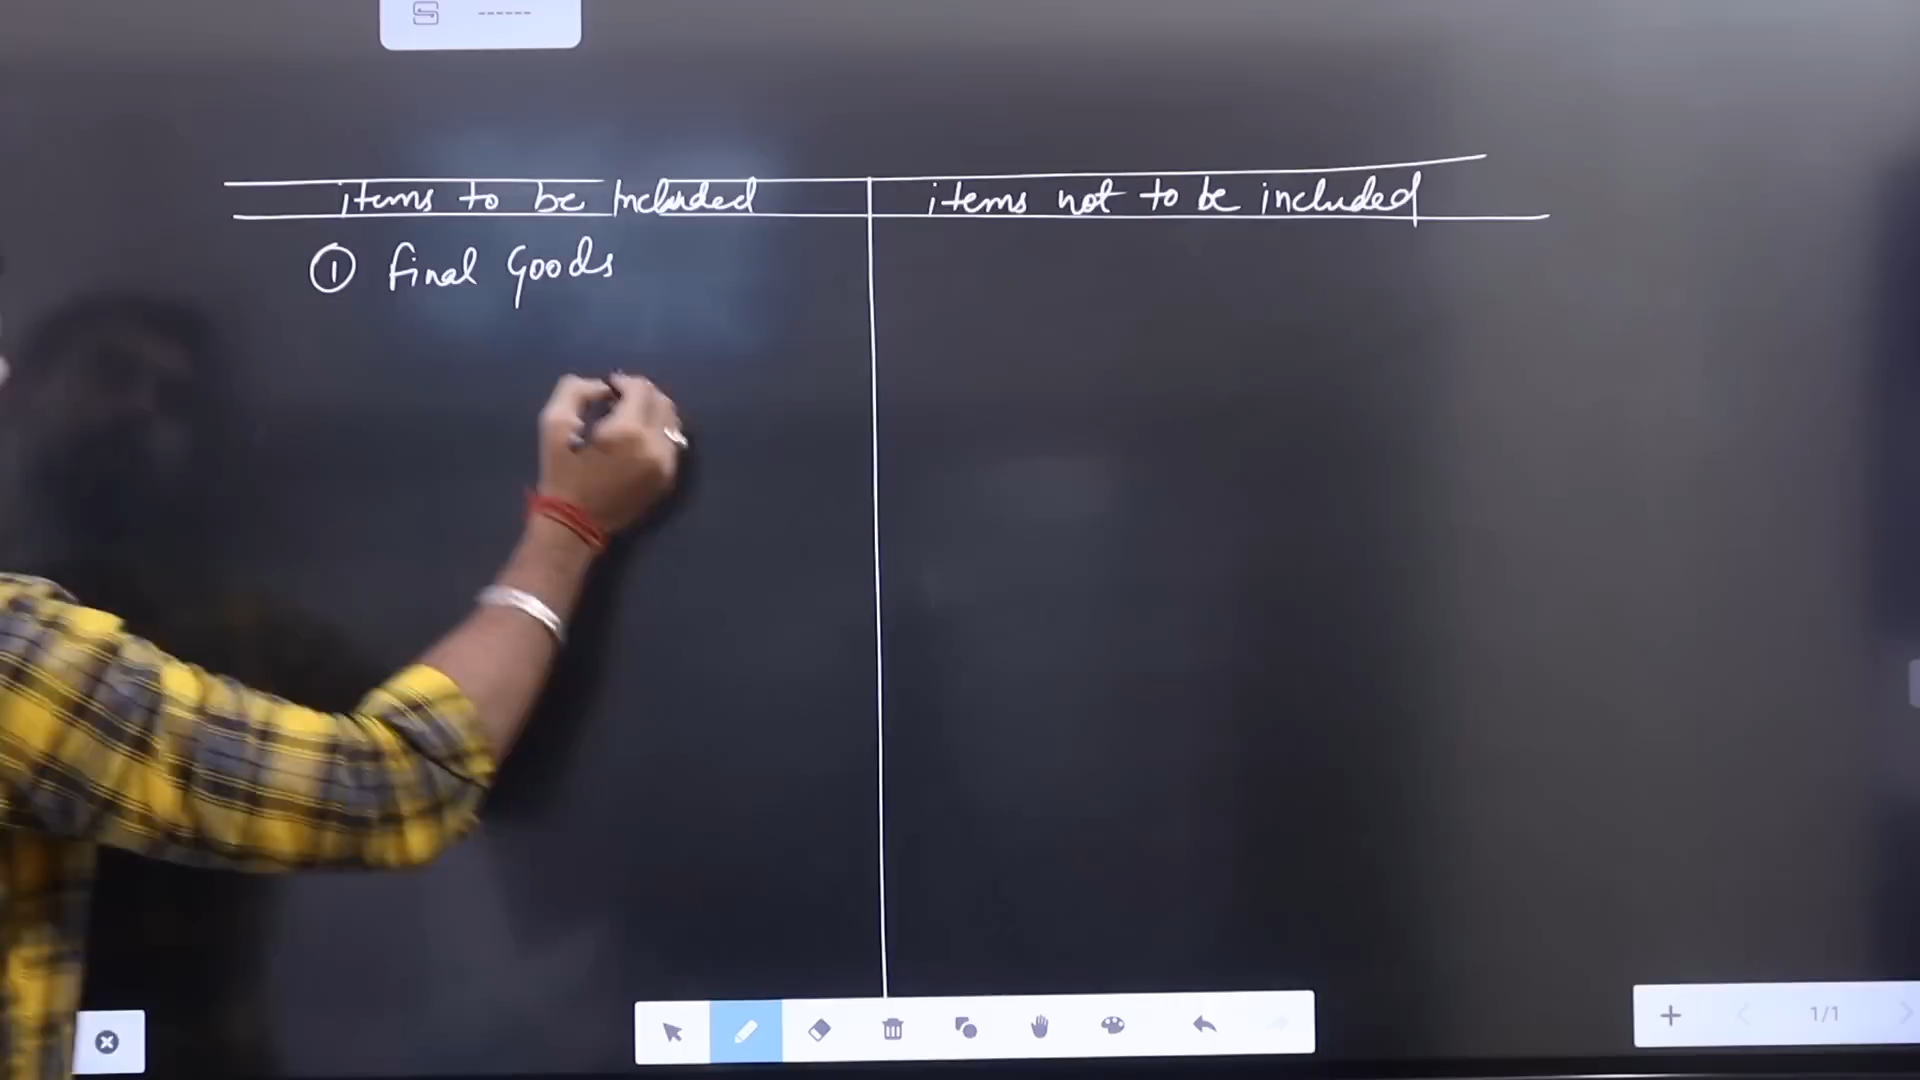 items to be Included
items not to be included
① final Goods
1/1